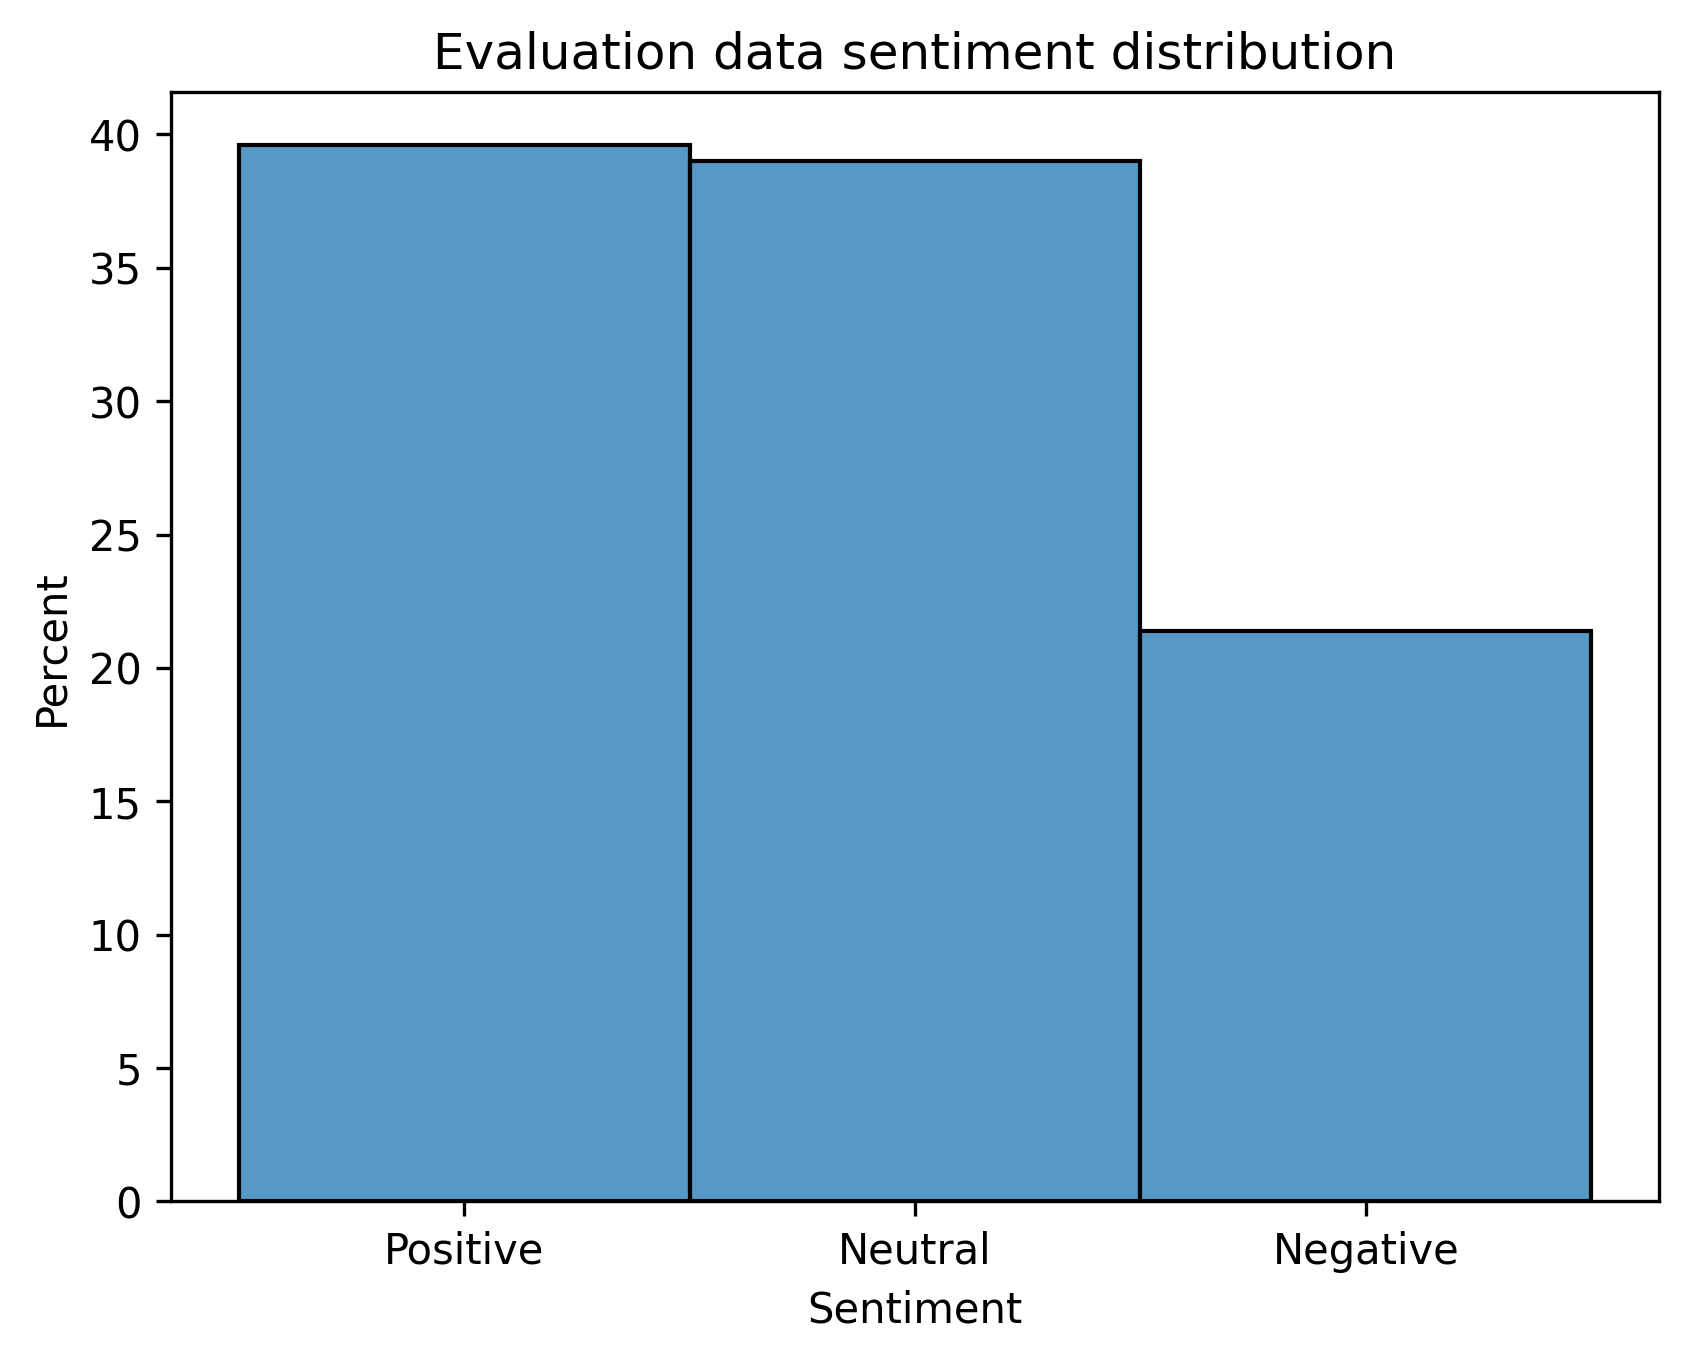 Evaluation data sentiment distribution
Percent
40
35
30
25
20
15
10
5
0
Positive Neutral Negative
Sentiment